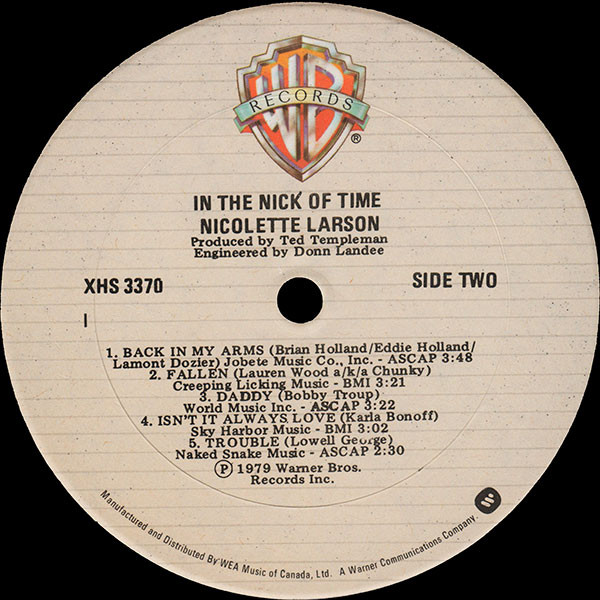 WB
RECORDS
®
IN THE NICK OF TIME
NICOLETTE LARSON
Produced by Ted Templeman
Engineered by Donn Landee
XHS 3370
SIDE TWO
I
1. BACK IN MY ARMS (Brian Holland/Eddie Holland/
Lamont Dozier) Jobete Music Co., Inc. - ASCAP 3:48
2. FALLEN (Lauren Wood a/k/a Chunky)
Creeping Licking Music - BMI 3:21
3. DADDY (Bobby Troup)
World Music Inc. - ASCAP 3:22
4. ISN'T IT ALWAYS LOVE (Karla Bonoff)
Sky Harbor Music - BMI 3:02
5. TROUBLE (Lowell George)
Naked Snake Music - ASCAP 2:30
Ⓟ 1979 Warner Bros.
Records Inc.
Manufactured and Distributed By WEA Music of Canada, Ltd. A Warner Communications Company.